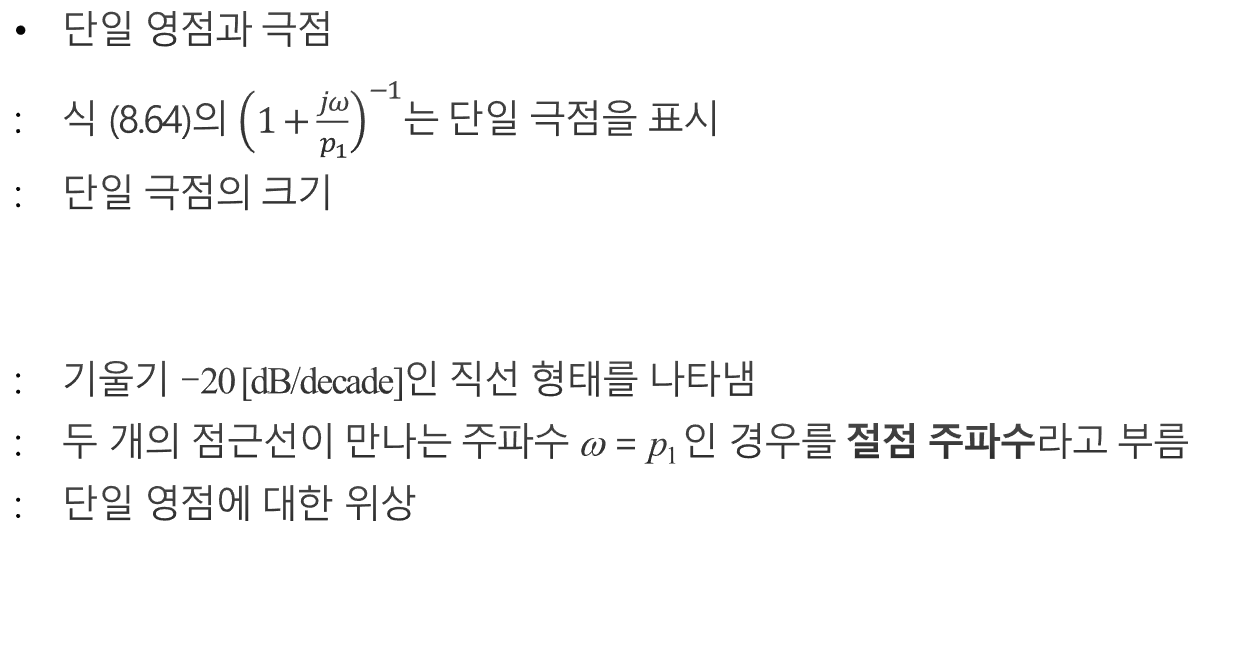 • 단일 영점과 극점
: 식 (8.64)의 (1 + jω/p₁)⁻¹는 단일 극점을 표시
: 단일 극점의 크기
: 기울기 −20 [dB/decade]인 직선 형태를 나타냄
: 두 개의 점근선이 만나는 주파수 ω = p₁ 인 경우를 절점 주파수라고 부름
: 단일 영점에 대한 위상